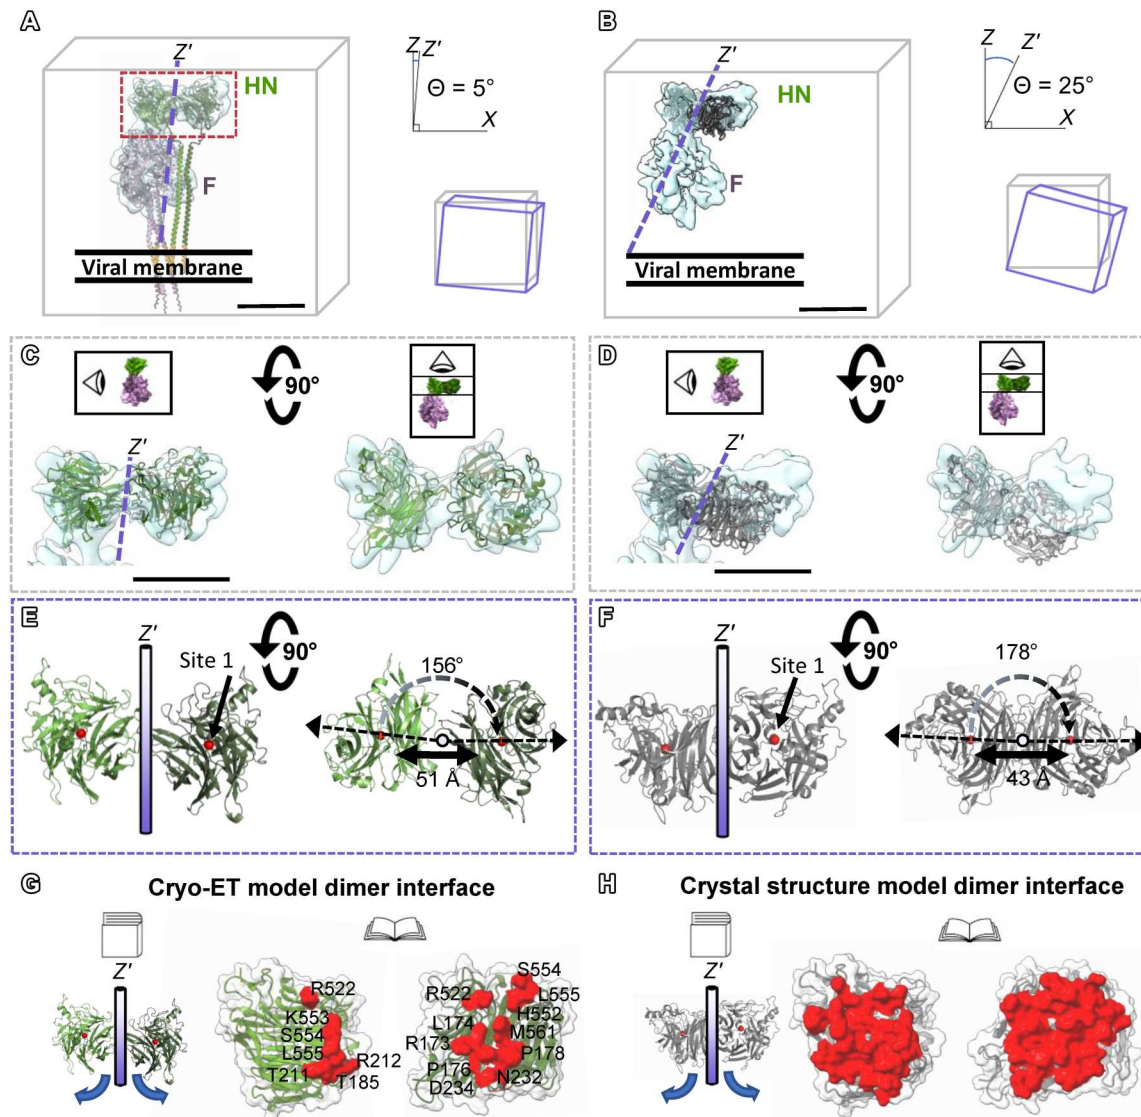 A
Z'
HN
F
Viral membrane
Z Z'
Θ = 5°
X
B
Z'
HN
F
Viral membrane
Z
Z'
Θ = 25°
X
C
90°
Z'
D
90°
Z'
E
Z'
Site 1
90°
156°
51 Å
F
Z'
Site 1
90°
178°
43 Å
G
Cryo-ET model dimer interface
Z'
R522
K553
S554
L555
R212
T211
T185
S554
R522
L555
H552
L174
M561
R173
P178
P176
N232
D234
H
Crystal structure model dimer interface
Z'